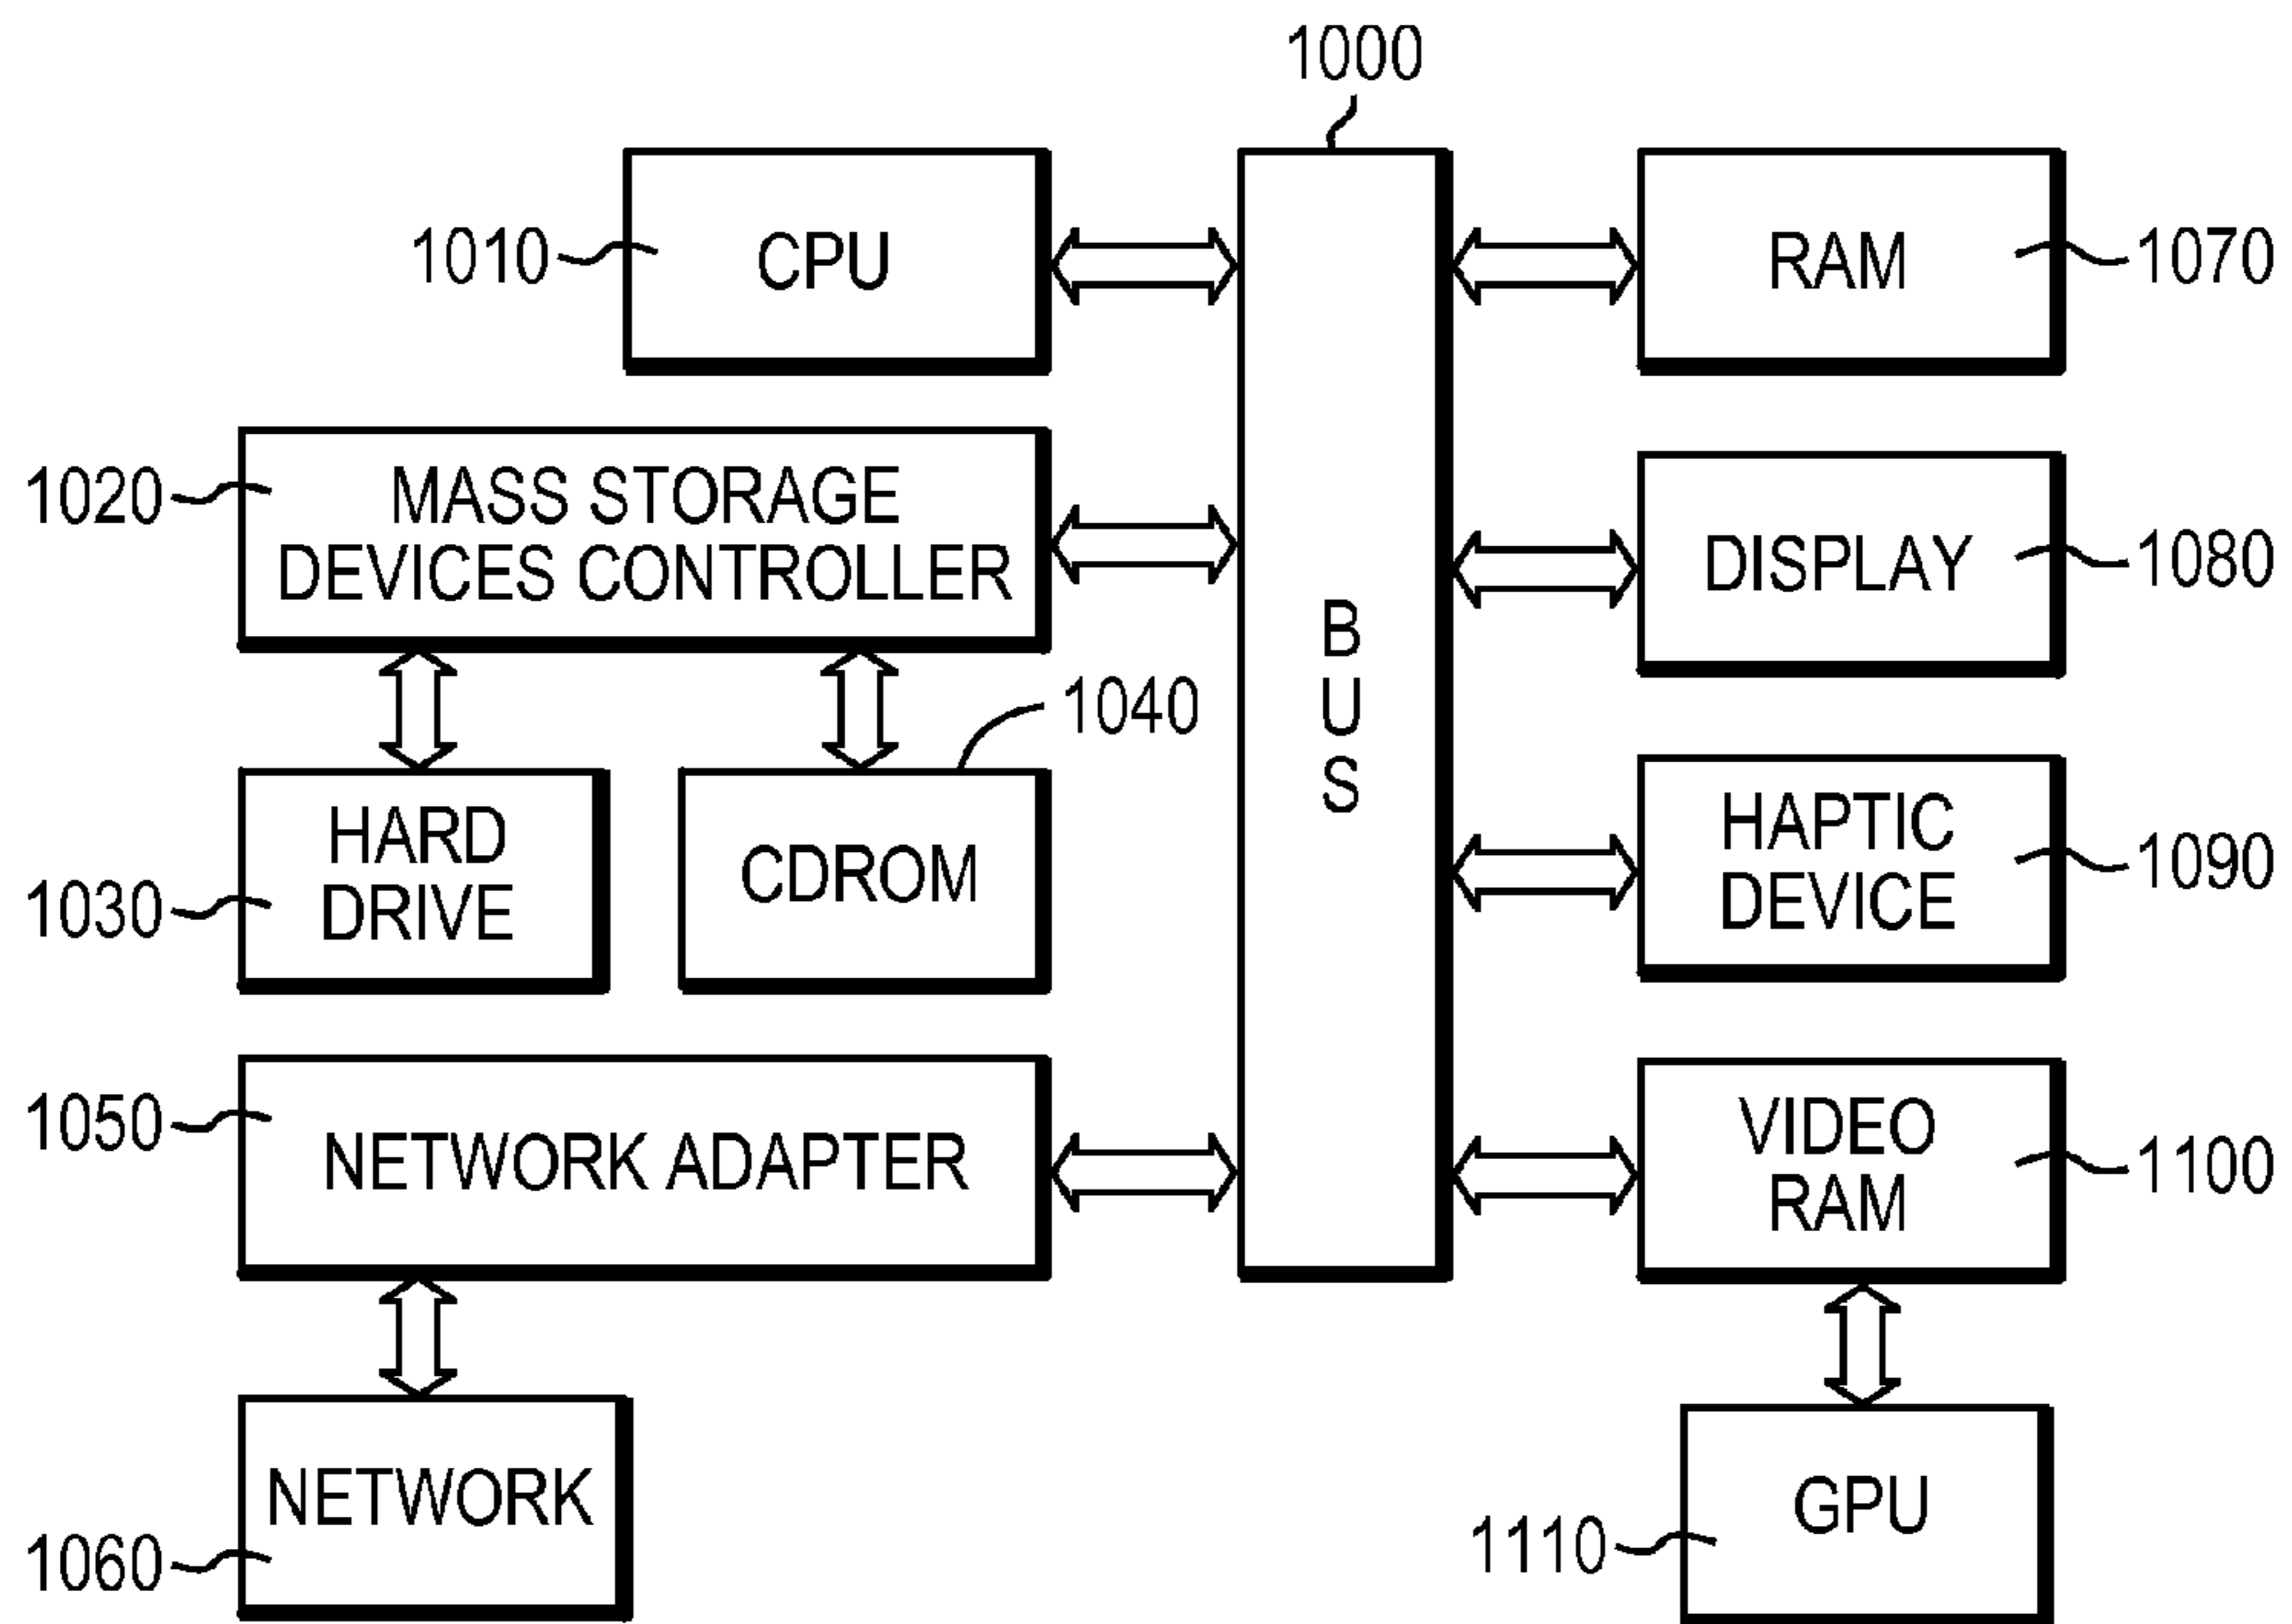 1000
1010
CPU
RAM
1070
1020
MASS STORAGE
DEVICES CONTROLLER
DISPLAY
1080
B
U
S
1040
HARD
DRIVE
1030
CDROM
HAPTIC
DEVICE
1090
1050
NETWORK ADAPTER
VIDEO
RAM
1100
NETWORK
1060
GPU
1110